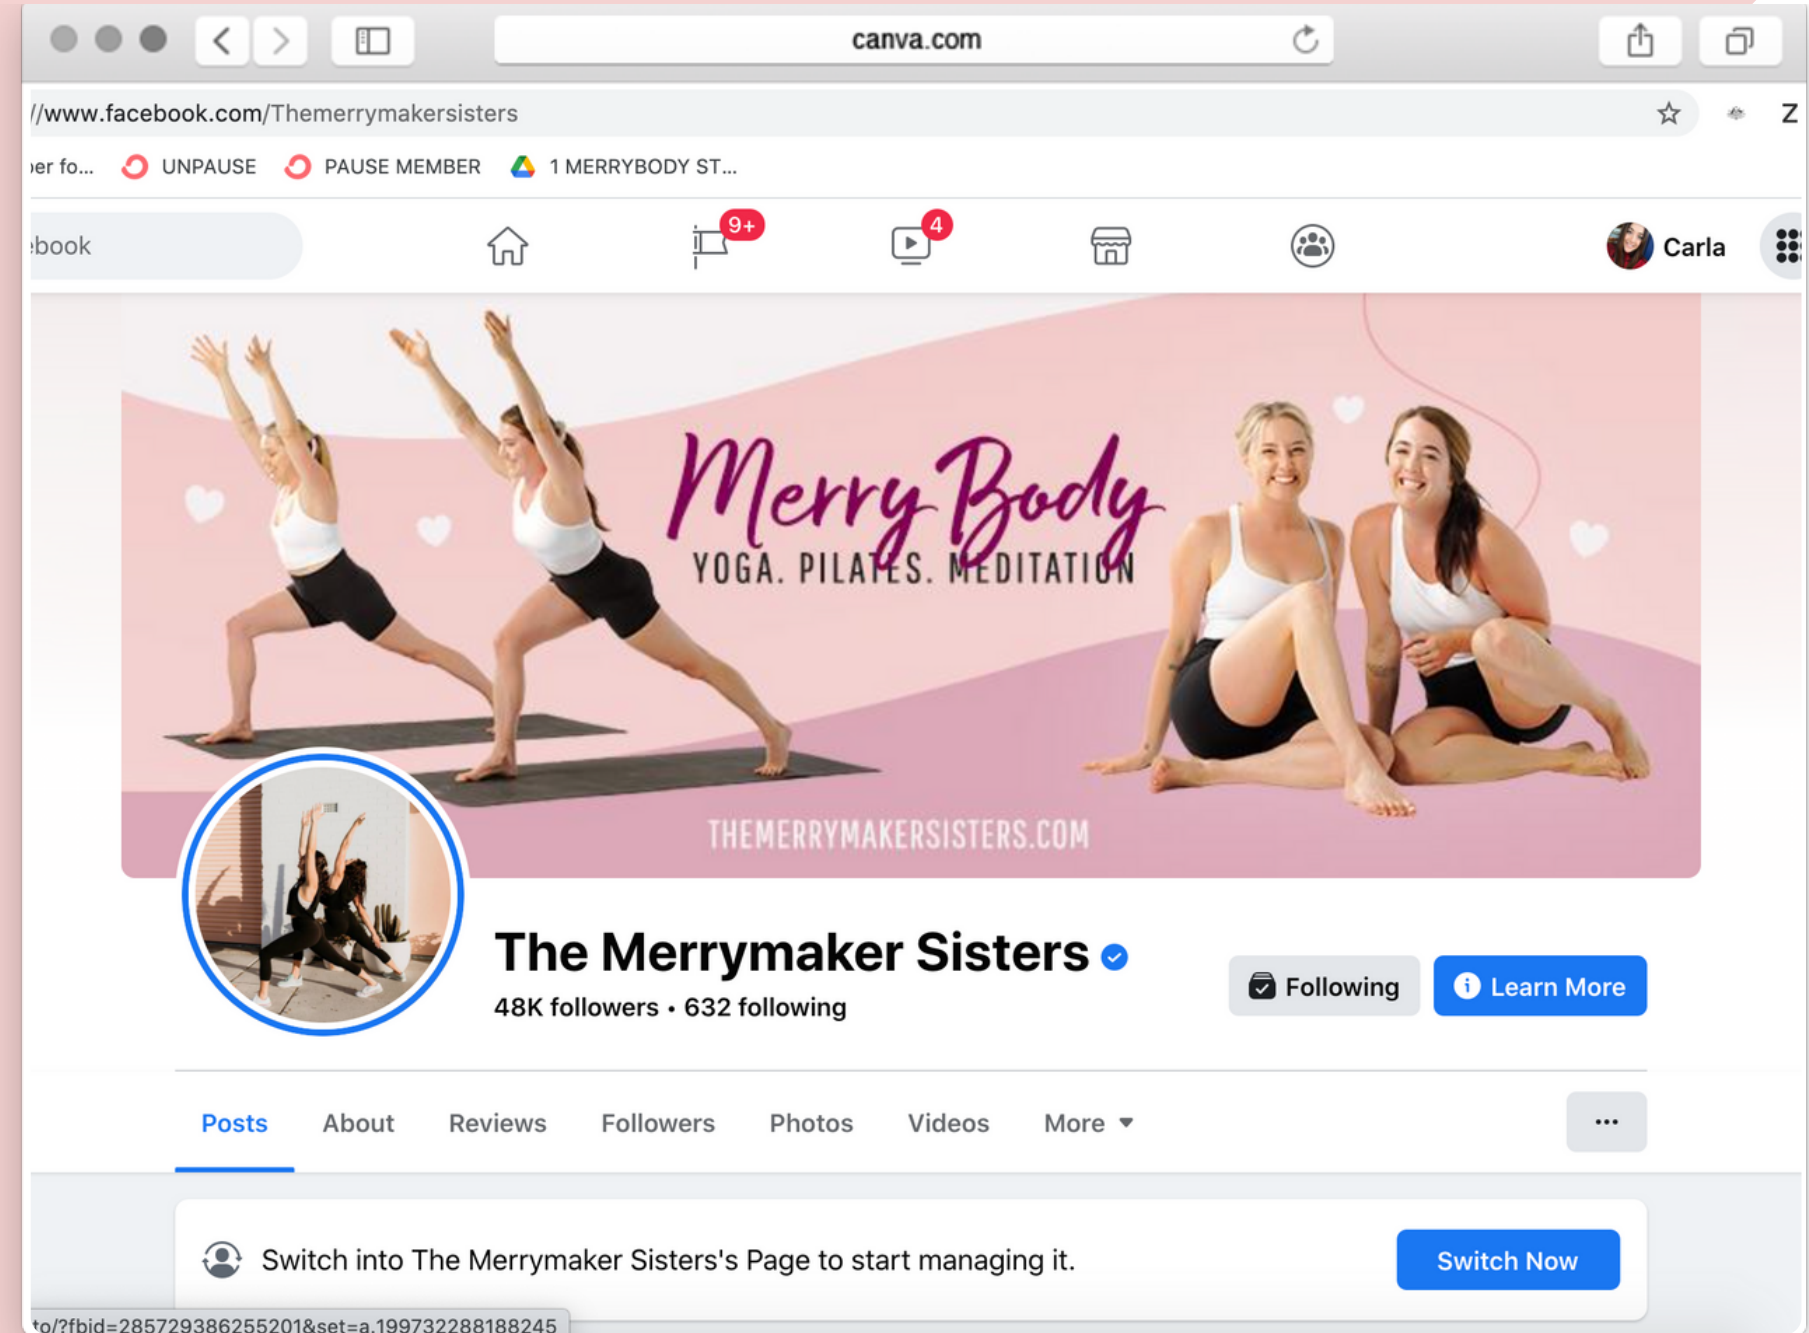 canva.com
//www.facebook.com/Themerrymakersisters
er fo... UNPAUSE PAUSE MEMBER 1 MERRYBODY ST...
Z
ebook
9+
4
Carla
Merry Body
YOGA. PILATES. MEDITATION
THEMERRYMAKERSISTERS.COM
The Merrymaker Sisters
48K followers • 632 following
Following
Learn More
Posts About Reviews Followers Photos Videos More
Switch into The Merrymaker Sisters's Page to start managing it.
Switch Now
to/?fbid=285729386255201&set=a.199732288188245